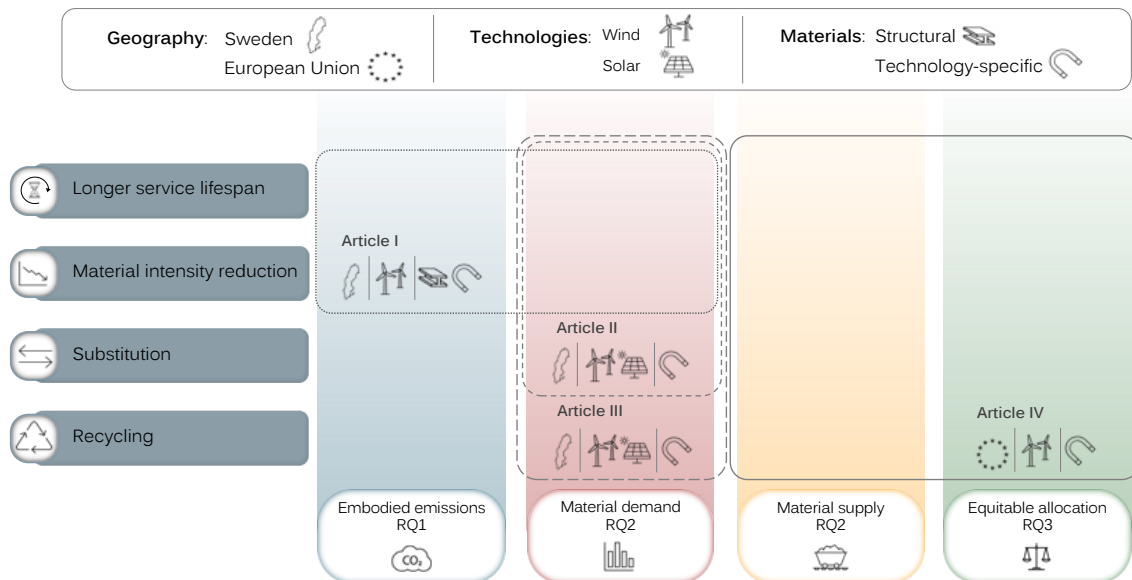 Geography: Sweden
European Union
Technologies: Wind
Solar
Materials: Structural
Technology-specific
Longer service lifespan
Material intensity reduction
Substitution
Recycling
Article I
Article II
Article III
Article IV
Embodied emissions
RQ1
CO₂
Material demand
RQ2
Material supply
RQ2
Equitable allocation
RQ3